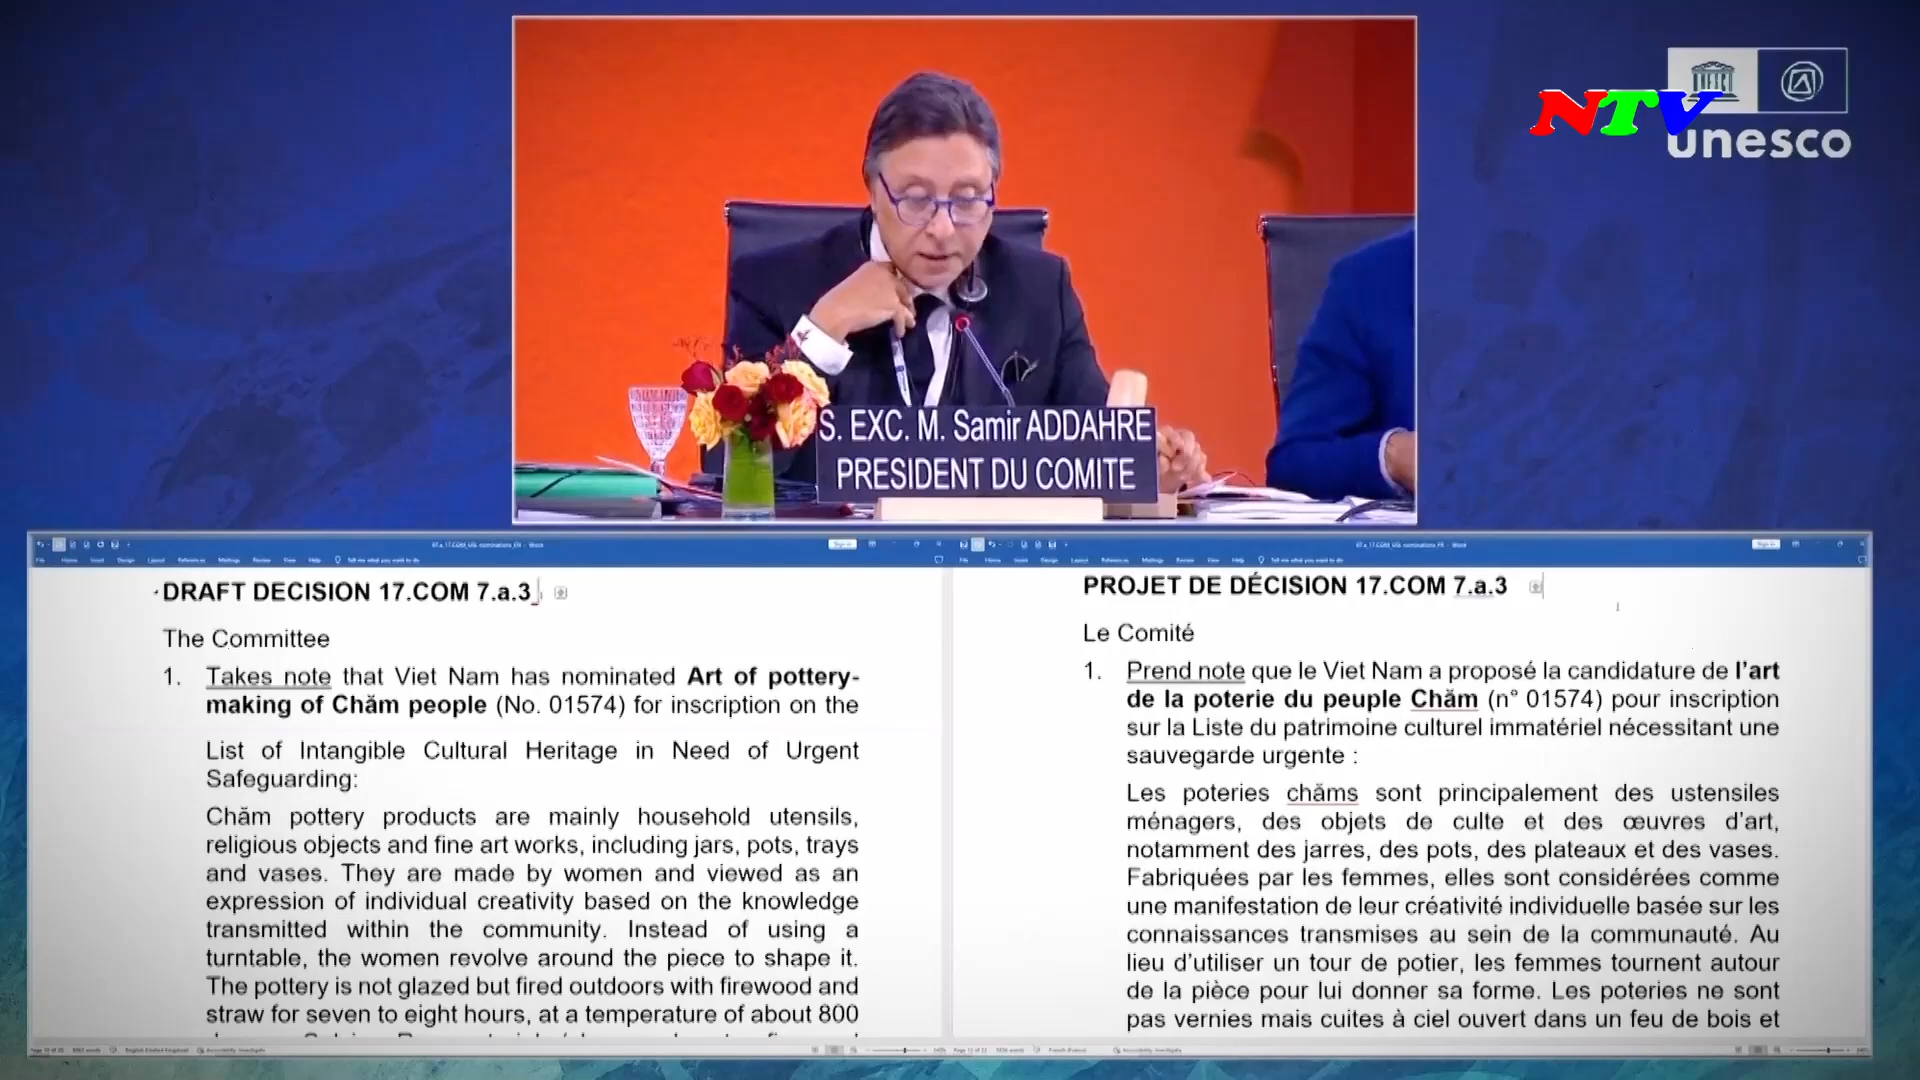 NTV
unesco
S. EXC. M. Samir ADDAHRE
PRESIDENT DU COMITE
DRAFT DECISION 17.COM 7.a.3
The Committee
1. Takes note that Viet Nam has nominated Art of pottery-
making of Chăm people (No. 01574) for inscription on the
List of Intangible Cultural Heritage in Need of Urgent
Safeguarding:
Chăm pottery products are mainly household utensils,
religious objects and fine art works, including jars, pots, trays
and vases. They are made by women and viewed as an
expression of individual creativity based on the knowledge
transmitted within the community. Instead of using a
turntable, the women revolve around the piece to shape it.
The pottery is not glazed but fired outdoors with firewood and
straw for seven to eight hours, at a temperature of about 800
PROJET DE DÉCISION 17.COM 7.a.3
Le Comité
1. Prend note que le Viet Nam a proposé la candidature de l’art
de la poterie du peuple Chăm (n° 01574) pour inscription
sur la Liste du patrimoine culturel immatériel nécessitant une
sauvegarde urgente :
Les poteries chăms sont principalement des ustensiles
ménagers, des objets de culte et des œuvres d’art,
notamment des jarres, des pots, des plateaux et des vases.
Fabriquées par les femmes, elles sont considérées comme
une manifestation de leur créativité individuelle basée sur les
connaissances transmises au sein de la communauté. Au
lieu d’utiliser un tour de potier, les femmes tournent autour
de la pièce pour lui donner sa forme. Les poteries ne sont
pas vernies mais cuites à ciel ouvert dans un feu de bois et